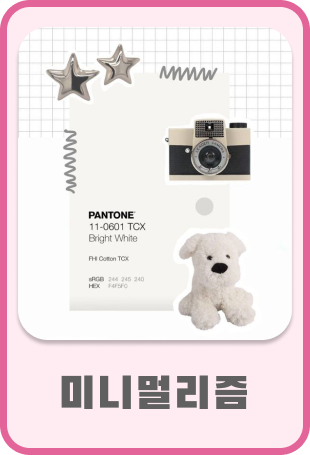 PANTONE®
11-0601 TCX
Bright White
FHI Cotton TCX
sRGB 244 245 240
HEX #F4F5F0
미니멀리즘